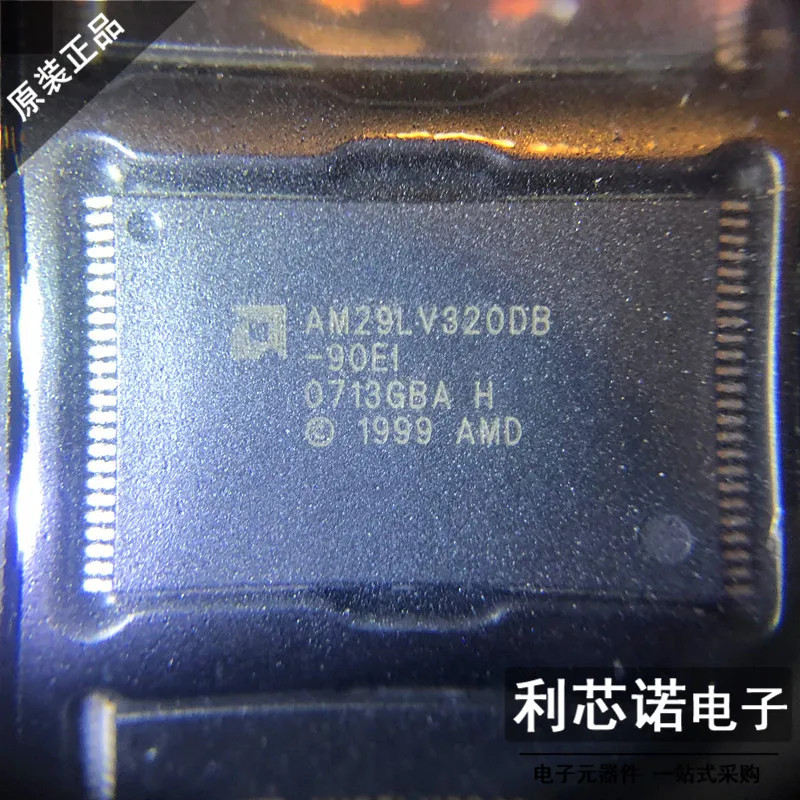 原装正品
AM29LV320DB
-90EI
0713GBA H
© 1999 AMD
利芯诺电子
电子元器件 一站式采购